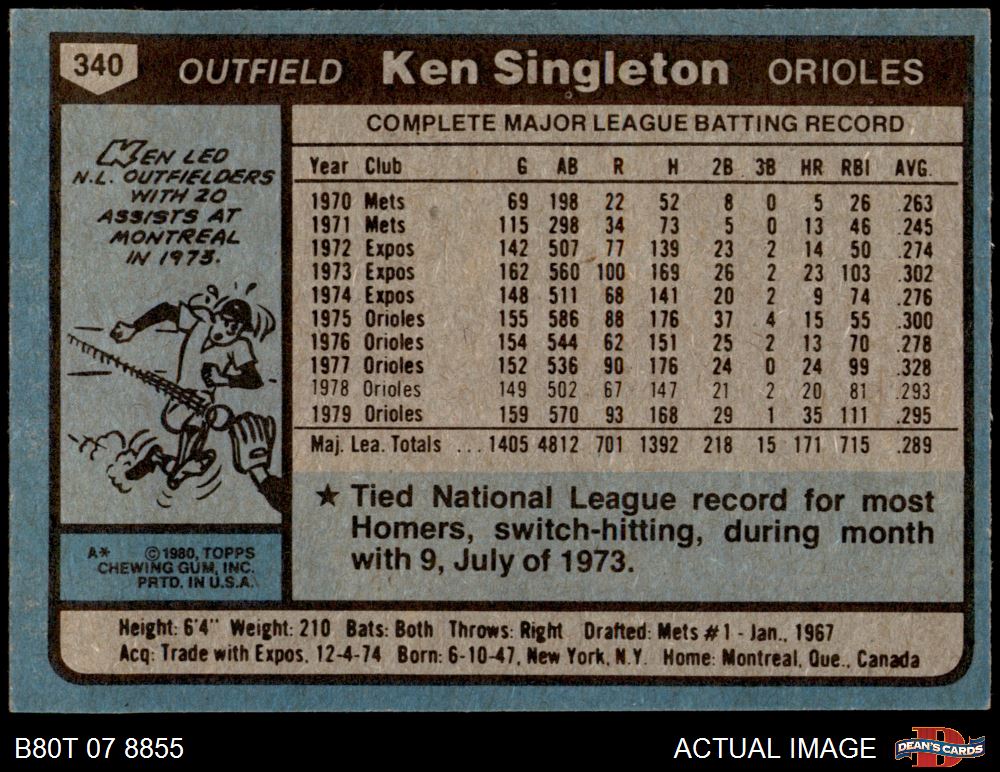 340 OUTFIELD Ken Singleton ORIOLES
KEN LED
N.L. OUTFIELDERS
WITH 20
ASSISTS AT
MONTREAL
IN 1973.
COMPLETE MAJOR LEAGUE BATTING RECORD
Year Club G AB R H 2B 3B HR RBI AVG.
1970 Mets 69 198 22 52 8 0 5 26 .263
1971 Mets 115 298 34 73 5 0 13 46 .245
1972 Expos 142 507 77 139 23 2 14 50 .274
1973 Expos 162 560 100 169 26 2 23 103 .302
1974 Expos 148 511 68 141 20 2 9 74 .276
1975 Orioles 155 586 88 176 37 4 15 55 .300
1976 Orioles 154 544 62 151 25 2 13 70 .278
1977 Orioles 152 536 90 176 24 0 24 99 .328
1978 Orioles 149 502 67 147 21 2 20 81 .293
1979 Orioles 159 570 93 168 29 1 35 111 .295
Maj. Lea. Totals ... 1405 4812 701 1392 218 15 171 715 .289
★ Tied National League record for most
Homers, switch-hitting, during month
with 9, July of 1973.
A* ©1980, TOPPS
CHEWING GUM, INC.
PRTD. IN U.S.A.
Height: 6'4" Weight: 210 Bats: Both Throws: Right Drafted: Mets #1 - Jan., 1967
Acq: Trade with Expos, 12-4-74 Born: 6-10-47, New York, N.Y. Home: Montreal, Que., Canada
B80T 07 8855
ACTUAL IMAGE
DEAN'S CARDS